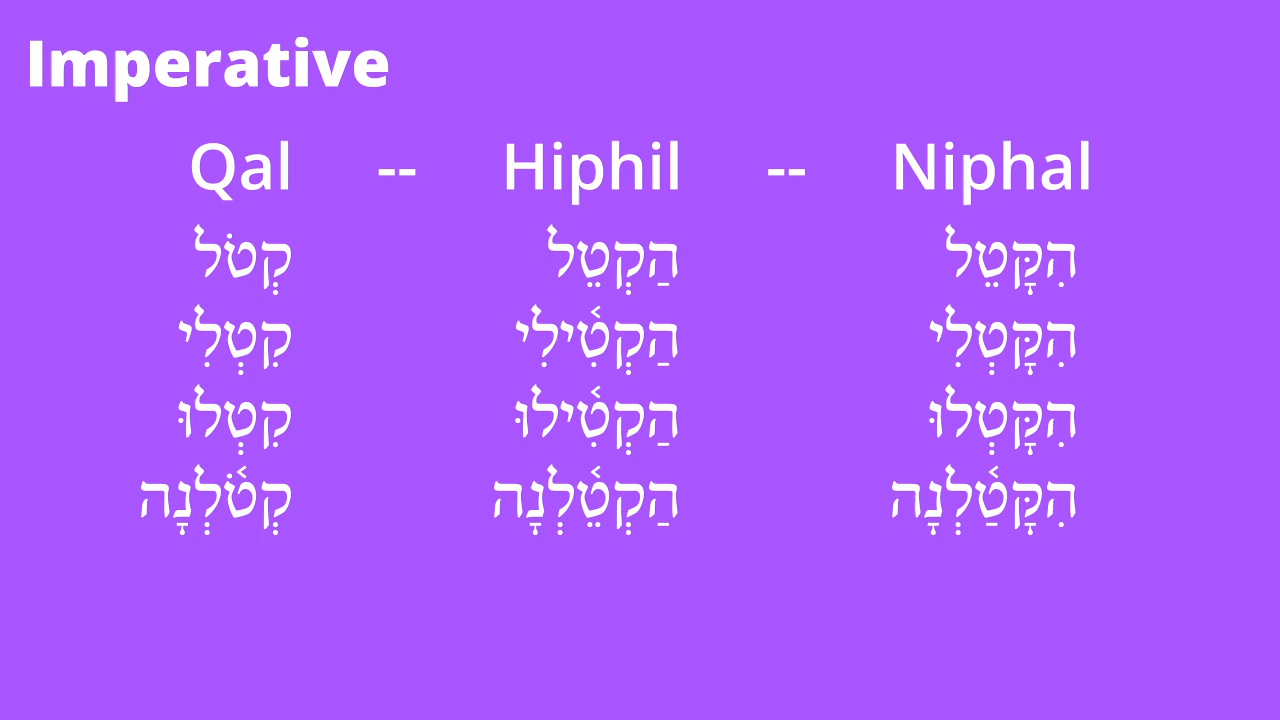 Imperative
Qal -- Hiphil -- Niphal
קְטֹל הַקְטֵל הִקָּטֵל
קִטְלִי הַקְטִ֫ילִי הִקָּטְלִי
קִטְלוּ הַקְטִ֫ילוּ הִקָּטְלוּ
קְטֹ֫לְנָה הַקְטֵ֫לְנָה הִקָּטַ֫לְנָה